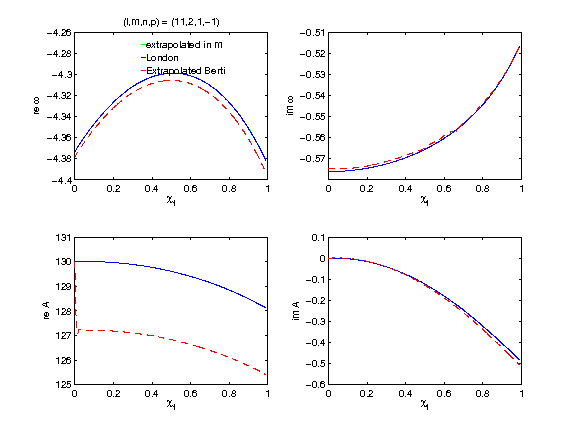 (l,m,n,p) = (11,2,1,-1)
-4.26
-4.28
-4.3
-4.32
-4.34
-4.36
-4.38
-4.4
re ω
extrapolated in m
London
Extrapolated Berti
0 0.2 0.4 0.6 0.8 1
χf
-0.51
-0.52
-0.53
-0.54
-0.55
-0.56
-0.57
im ω
0 0.2 0.4 0.6 0.8 1
χf
131
130
129
128
127
126
125
re A
0 0.2 0.4 0.6 0.8 1
χf
0.1
0
-0.1
-0.2
-0.3
-0.4
-0.5
-0.6
im A
0 0.2 0.4 0.6 0.8 1
χf